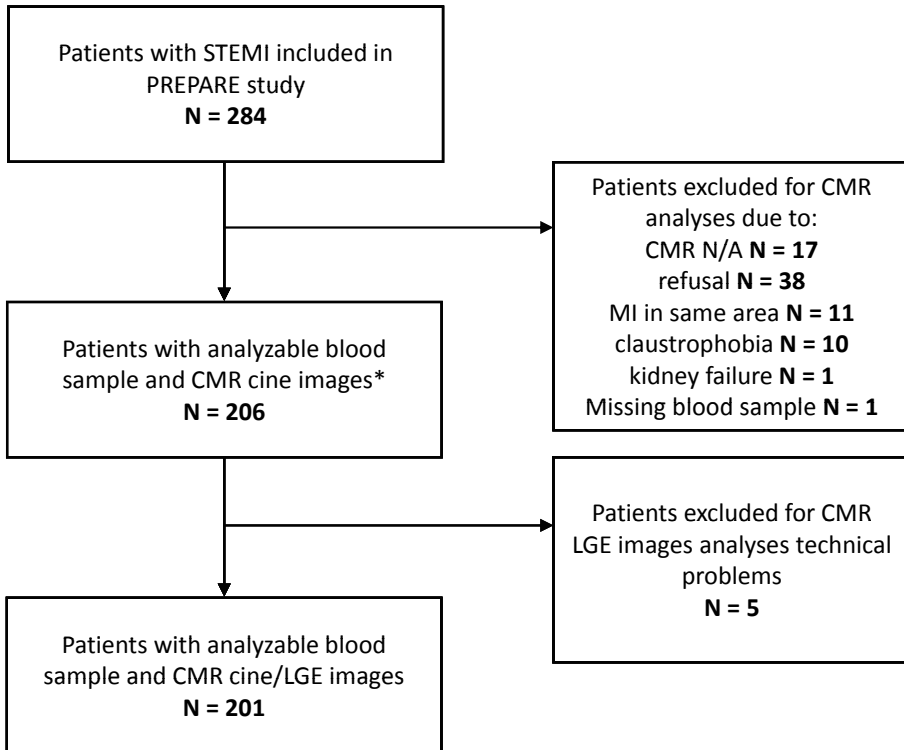 Patients with STEMI included in
PREPARE study
N = 284
Patients excluded for CMR
analyses due to:
CMR N/A N = 17
refusal N = 38
MI in same area N = 11
claustrophobia N = 10
kidney failure N = 1
Missing blood sample N = 1
Patients with analyzable blood
sample and CMR cine images*
N = 206
Patients excluded for CMR
LGE images analyses technical
problems
N = 5
Patients with analyzable blood
sample and CMR cine/LGE images
N = 201